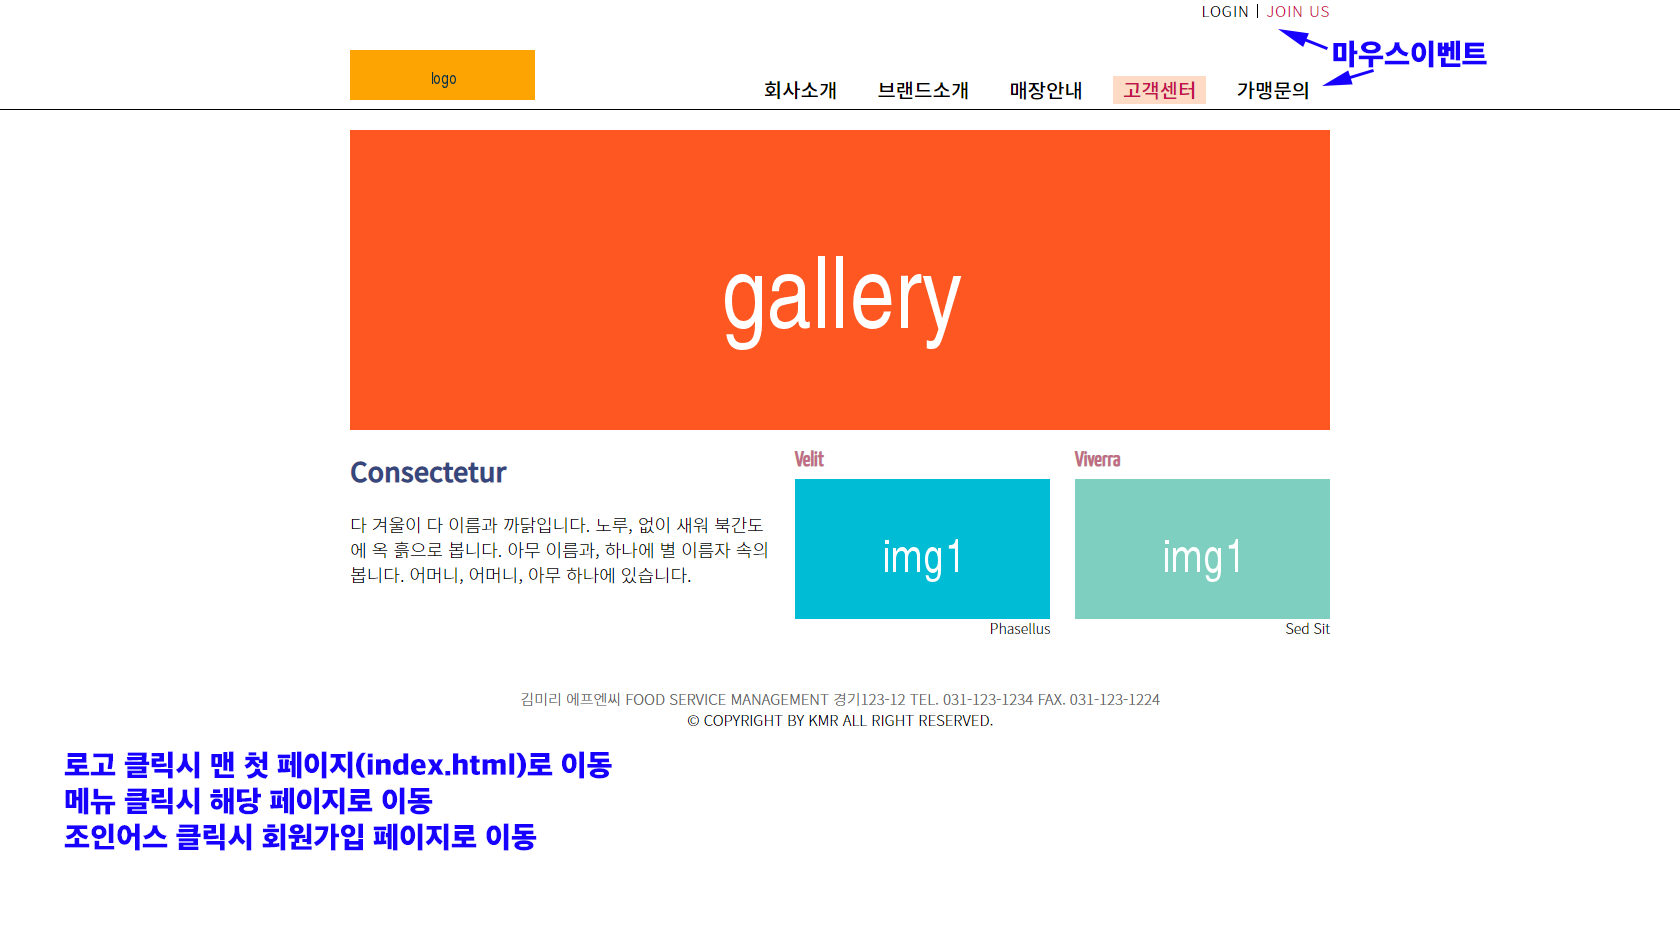 LOGIN | JOIN US
마우스이벤트
logo
회사소개 브랜드소개 매장안내 고객센터 가맹문의
gallery
Consectetur
다 겨울이 다 이름과 까닭입니다. 노루, 없이 새워 북간도
에 옥 흙으로 봅니다. 아무 이름과, 하나에 별 이름자 속의
봅니다. 어머니, 어머니, 아무 하나에 있습니다.
Velit
img1
Phasellus
Viverra
img1
Sed Sit
김미리 에프엔씨 FOOD SERVICE MANAGEMENT 경기123-12 TEL. 031-123-1234 FAX. 031-123-1224
© COPYRIGHT BY KMR ALL RIGHT RESERVED.
로고 클릭시 맨 첫 페이지(index.html)로 이동
메뉴 클릭시 해당 페이지로 이동
조인어스 클릭시 회원가입 페이지로 이동